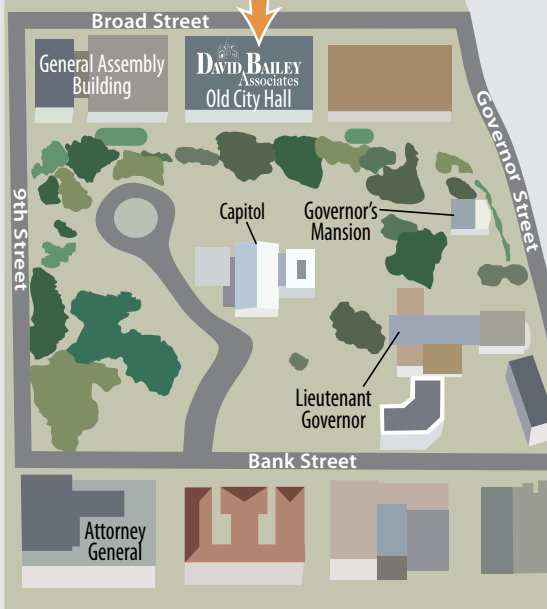 Broad Street
General Assembly
Building
DAVID BAILEY
Associates
Old City Hall
Governor Street
9th Street
Capitol
Governor's
Mansion
Lieutenant
Governor
Bank Street
Attorney
General